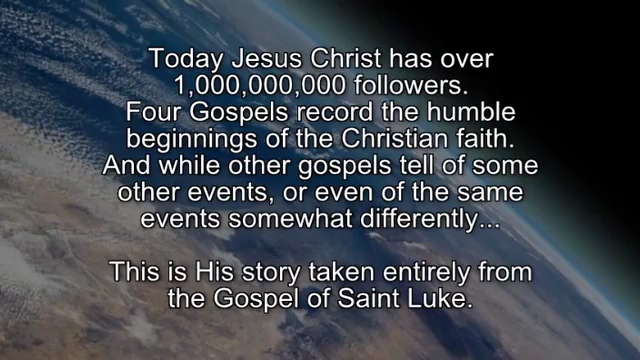 Today Jesus Christ has over
1,000,000,000 followers.
Four Gospels record the humble
beginnings of the Christian faith.
And while other gospels tell of some
other events, or even of the same
events somewhat differently...
This is His story taken entirely from
the Gospel of Saint Luke.